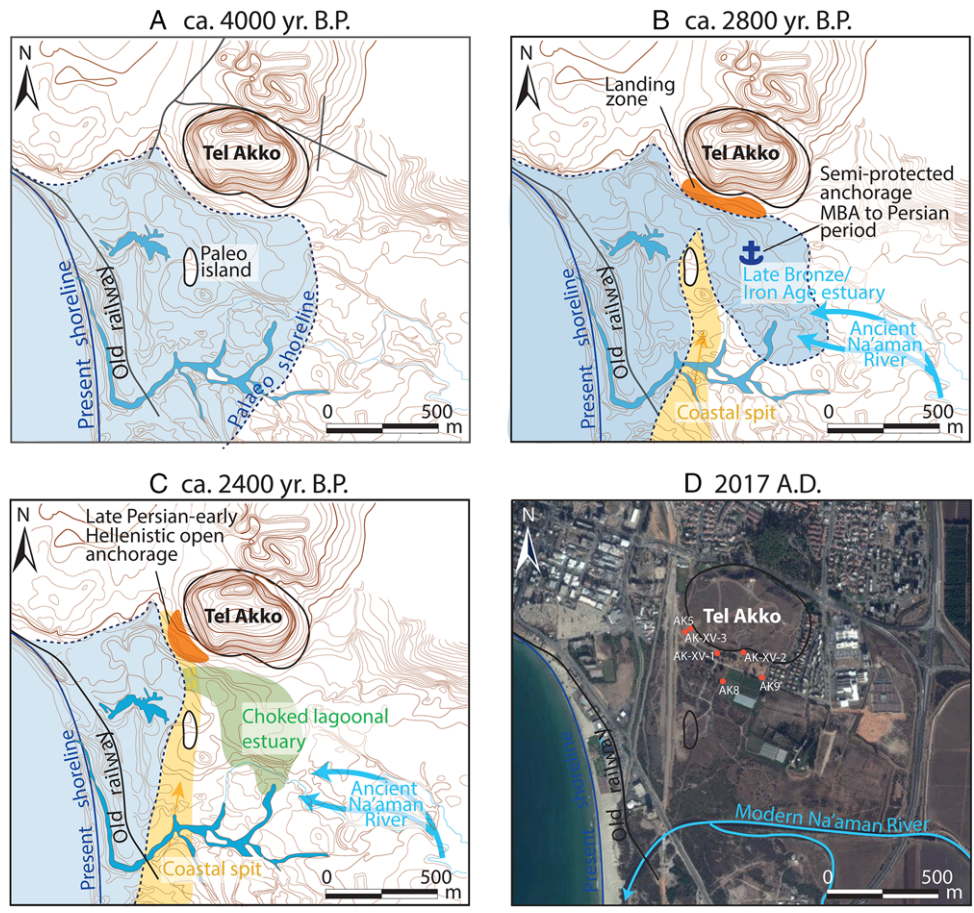 A ca. 4000 yr. B.P.
N
Tel Akko
Paleo
island
Present shoreline
Old railway
Palaeo shoreline
0 500
m
B ca. 2800 yr. B.P.
N
Landing
zone
Tel Akko
Semi-protected
anchorage
MBA to Persian
period
Late Bronze/
Iron Age estuary
Ancient
Na'aman
River
Present shoreline
Old railway
Coastal spit
0 500
m
C ca. 2400 yr. B.P.
N
Late Persian-early
Hellenistic open
anchorage
Tel Akko
Choked lagoonal
estuary
Ancient
Na'aman
River
Present shoreline
Old railway
Coastal spit
0 500
m
D 2017 A.D.
N
Tel Akko
AK5
AK-XV-3
AK-XV-1
AK-XV-2
AK8
AK9
Present shoreline
Old railway
Modern Na'aman River
0 500
m